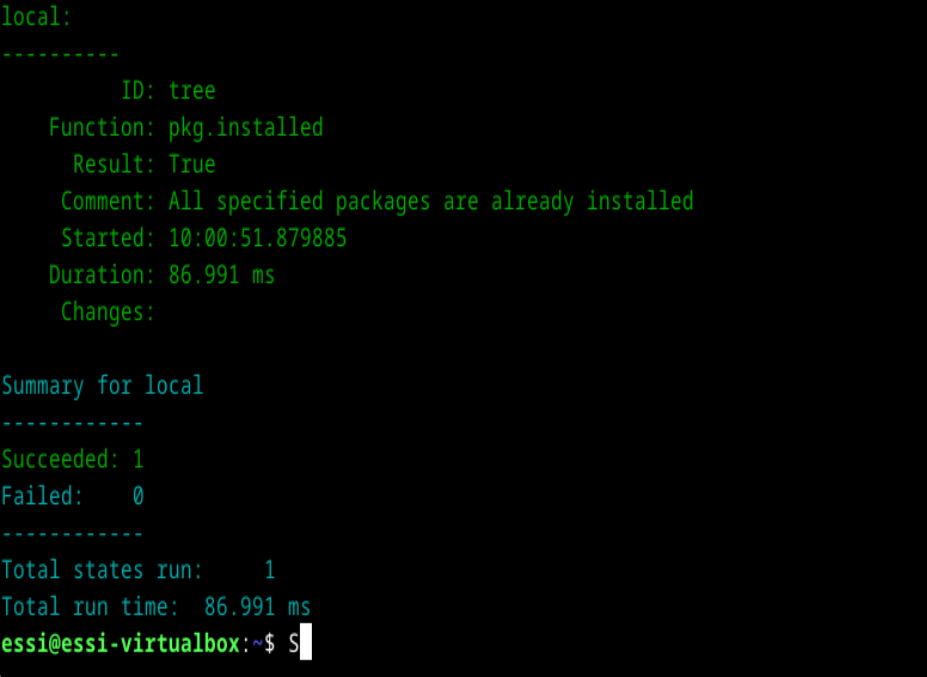 local:
----------
          ID: tree
    Function: pkg.installed
      Result: True
     Comment: All specified packages are already installed
     Started: 10:00:51.879885
    Duration: 86.991 ms
     Changes:

Summary for local
------------
Succeeded: 1
Failed:    0
------------
Total states run:     1
Total run time:  86.991 ms
essi@essi-virtualbox:~$ S